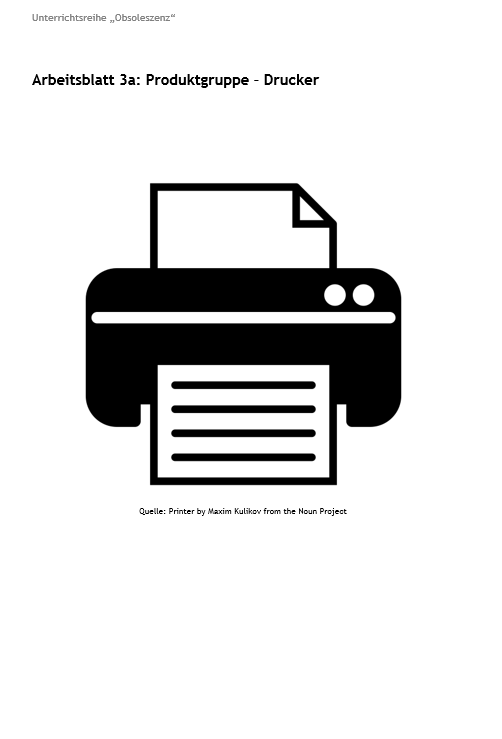 Unterrichtsreihe „Obsoleszenz“
Arbeitsblatt 3a: Produktgruppe – Drucker
Quelle: Printer by Maxim Kulikov from the Noun Project